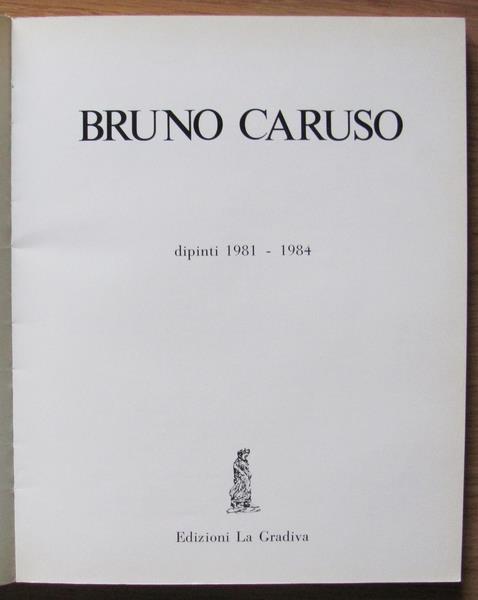 BRUNO CARUSO
dipinti 1981 - 1984
Edizioni La Gradiva